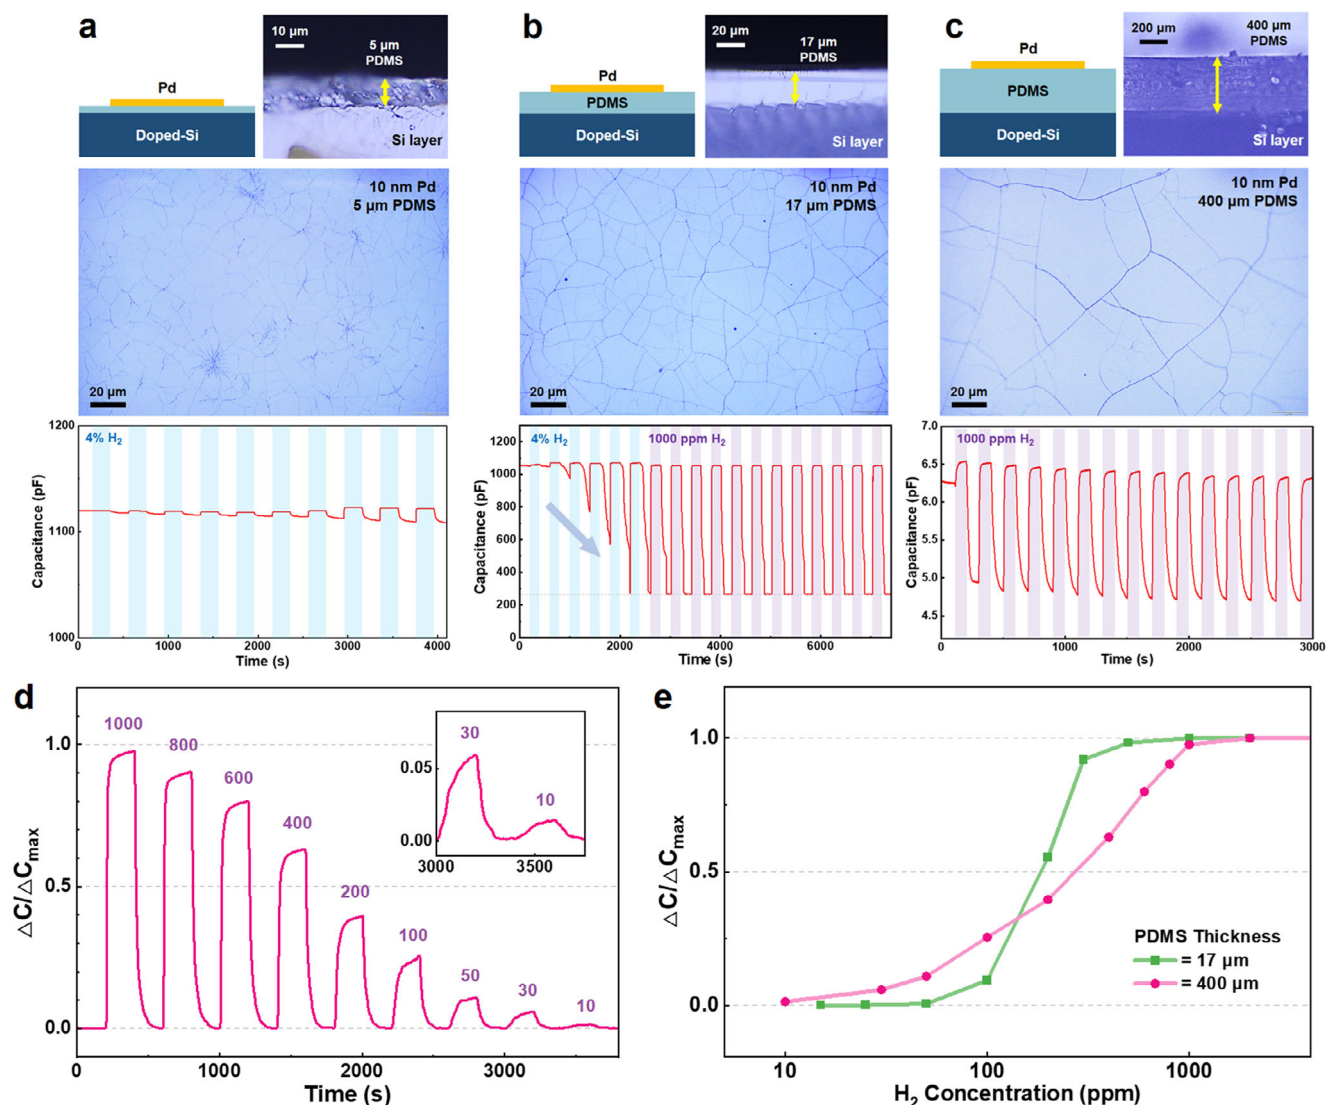 a
10 µm
5 µm
PDMS
Pd
Doped-Si
Si layer
10 nm Pd
5 µm PDMS
20 µm
4% H₂
1200
1100
1000
Capacitance (pF)
0
1000
2000
3000
4000
Time (s)
b
20 µm
17 µm
PDMS
Pd
PDMS
Doped-Si
Si layer
10 nm Pd
17 µm PDMS
20 µm
4% H₂
1000 ppm H₂
1200
1000
800
600
400
200
0
Capacitance (pF)
0
2000
4000
6000
Time (s)
c
200 µm
400 µm
PDMS
Pd
PDMS
Doped-Si
Si layer
10 nm Pd
400 µm PDMS
20 µm
1000 ppm H₂
7.0
6.5
6.0
5.5
5.0
4.5
Capacitance (pF)
0
500
1000
1500
2000
2500
3000
Time (s)
d
1000
800
600
400
200
100
50
30
10
1.0
0.5
0.0
△C/△Cmax
0
1000
2000
3000
Time (s)
30
10
0.05
0.00
3000
3500
e
1.0
0.5
0.0
△C/△Cmax
PDMS Thickness
= 17 µm
= 400 µm
10
100
1000
H₂ Concentration (ppm)